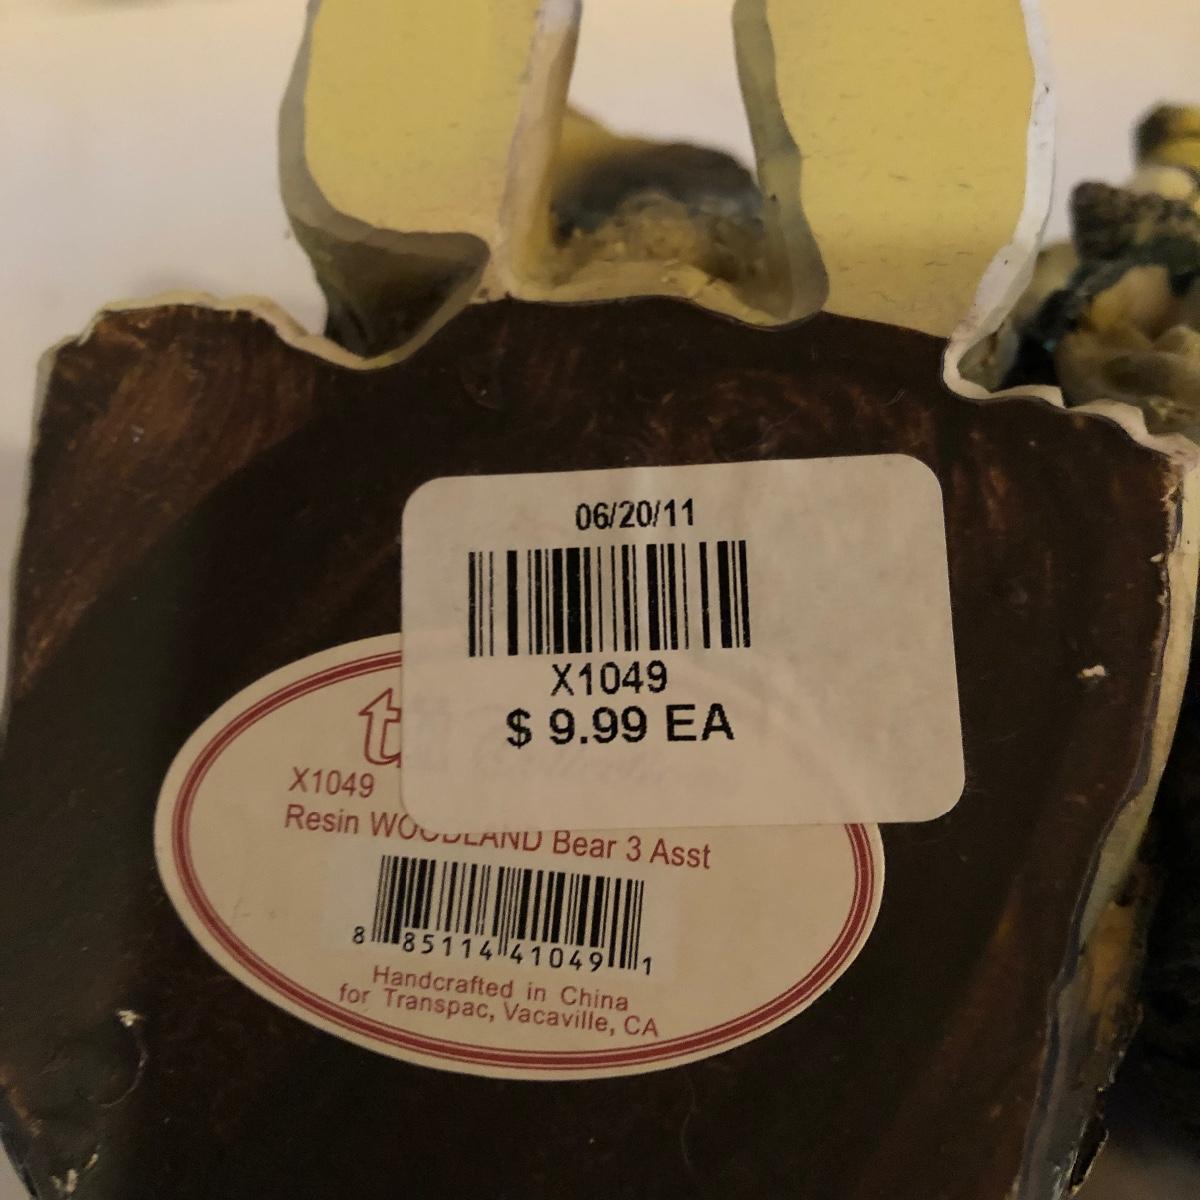 06/20/11
X1049
$ 9.99 EA
X1049
Resin WOODLAND Bear 3 Asst
8 85114 41049 1
Handcrafted in China
for Transpac, Vacaville, CA